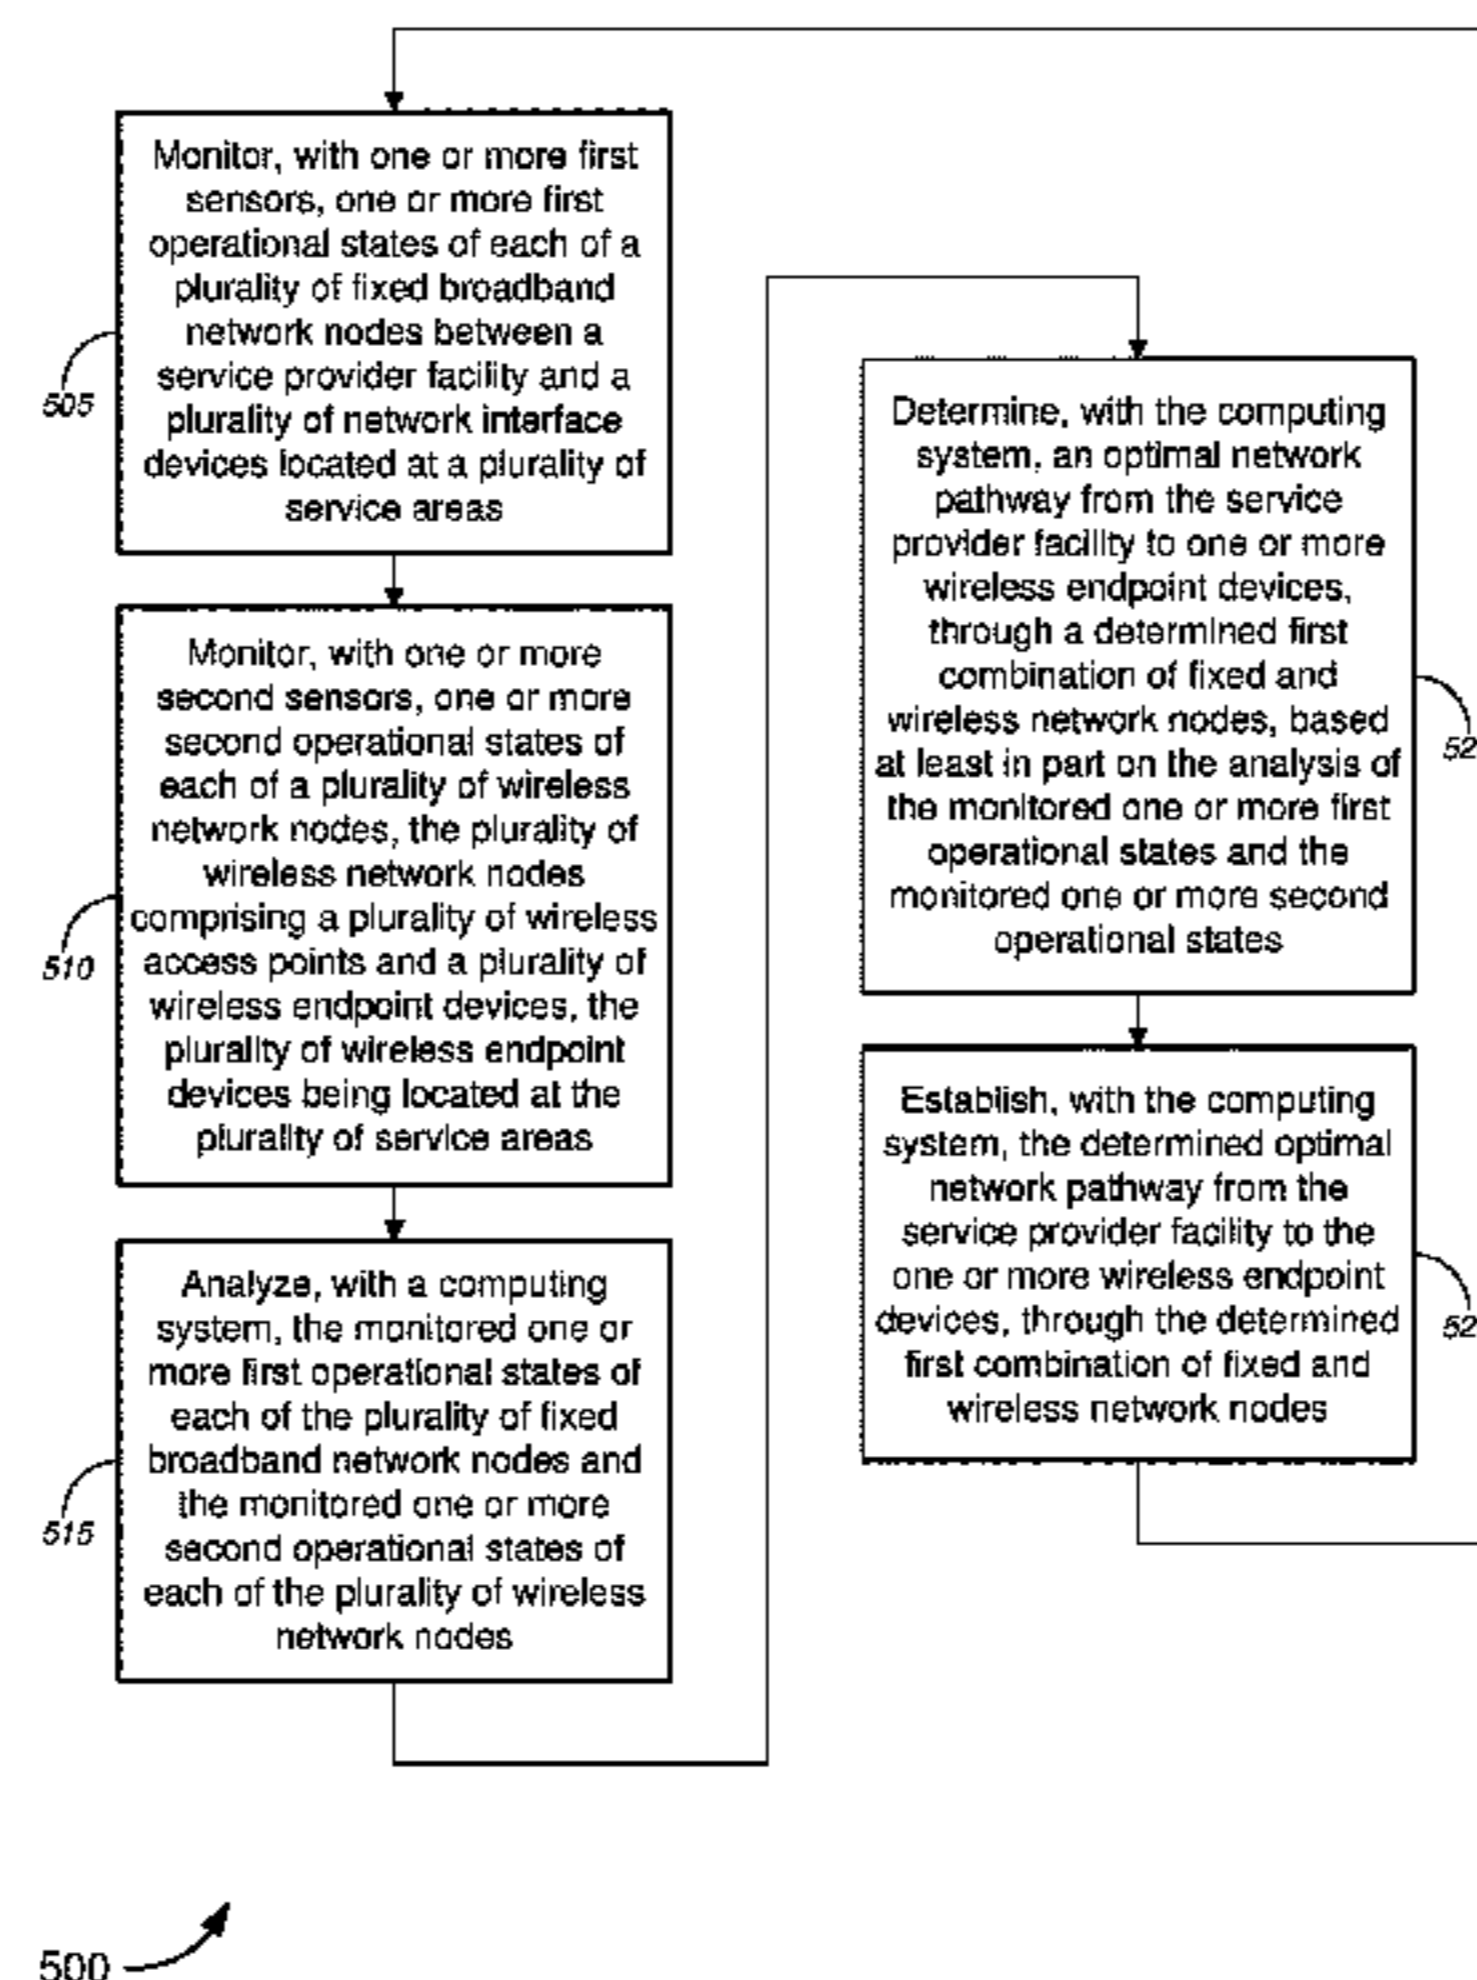 Monitor, with one or more first
sensors, one or more first
operational states of each of a
plurality of fixed broadband
network nodes between a
service provider facility and a
plurality of network interface
devices located at a plurality of
service areas
505
Monitor, with one or more
second sensors, one or more
second operational states of
each of a plurality of wireless
network nodes, the plurality of
wireless network nodes
comprising a plurality of wireless
access points and a plurality of
wireless endpoint devices, the
plurality of wireless endpoint
devices being located at the
plurality of service areas
510
Analyze, with a computing
system, the monitored one or
more first operational states of
each of the plurality of fixed
broadband network nodes and
the monitored one or more
second operational states of
each of the plurality of wireless
network nodes
515
Determine, with the computing
system, an optimal network
pathway from the service
provider facility to one or more
wireless endpoint devices,
through a determined first
combination of fixed and
wireless network nodes, based
at least in part on the analysis of
the monitored one or more first
operational states and the
monitored one or more second
operational states
52
Establish, with the computing
system, the determined optimal
network pathway from the
service provider facility to the
one or more wireless endpoint
devices, through the determined
first combination of fixed and
wireless network nodes
52
500